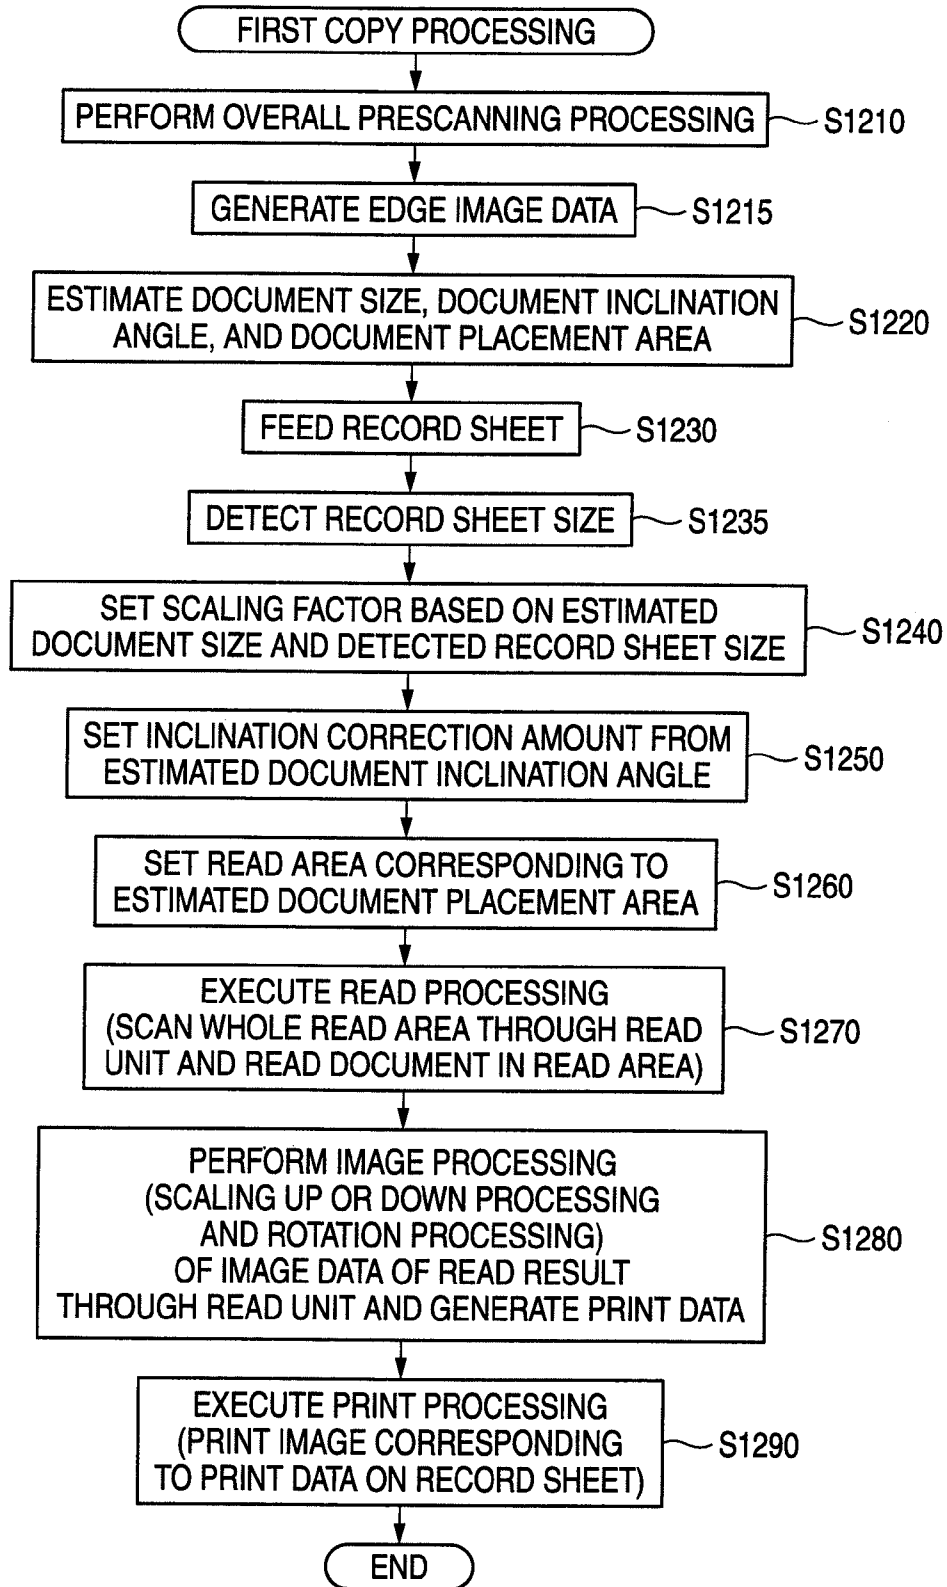 FIRST COPY PROCESSING
PERFORM OVERALL PRESCANNING PROCESSING
S1210
GENERATE EDGE IMAGE DATA
S1215
ESTIMATE DOCUMENT SIZE, DOCUMENT INCLINATION
ANGLE, AND DOCUMENT PLACEMENT AREA
S1220
FEED RECORD SHEET
S1230
DETECT RECORD SHEET SIZE
S1235
SET SCALING FACTOR BASED ON ESTIMATED
DOCUMENT SIZE AND DETECTED RECORD SHEET SIZE
S1240
SET INCLINATION CORRECTION AMOUNT FROM
ESTIMATED DOCUMENT INCLINATION ANGLE
S1250
SET READ AREA CORRESPONDING TO
ESTIMATED DOCUMENT PLACEMENT AREA
S1260
EXECUTE READ PROCESSING
(SCAN WHOLE READ AREA THROUGH READ
UNIT AND READ DOCUMENT IN READ AREA)
S1270
PERFORM IMAGE PROCESSING
(SCALING UP OR DOWN PROCESSING
AND ROTATION PROCESSING)
OF IMAGE DATA OF READ RESULT
THROUGH READ UNIT AND GENERATE PRINT DATA
S1280
EXECUTE PRINT PROCESSING
(PRINT IMAGE CORRESPONDING
TO PRINT DATA ON RECORD SHEET)
S1290
END